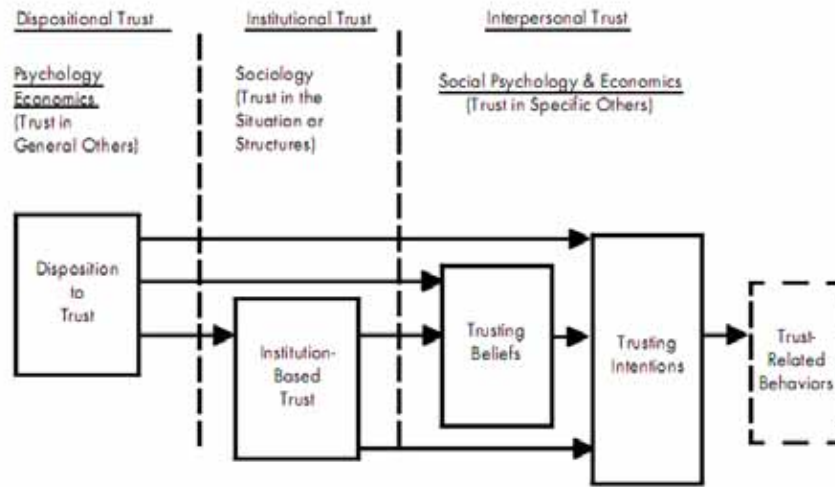 Dispositional Trust
Institutional Trust
Interpersonal Trust
Psychology
Economics
(Trust in
General Others)
Sociology
(Trust in the
Situation or
Structures)
Social Psychology & Economics
(Trust in Specific Others)
Disposition
to
Trust
Institution-
Based
Trust
Trusting
Beliefs
Trusting
Intentions
Trust-
Related
Behaviors